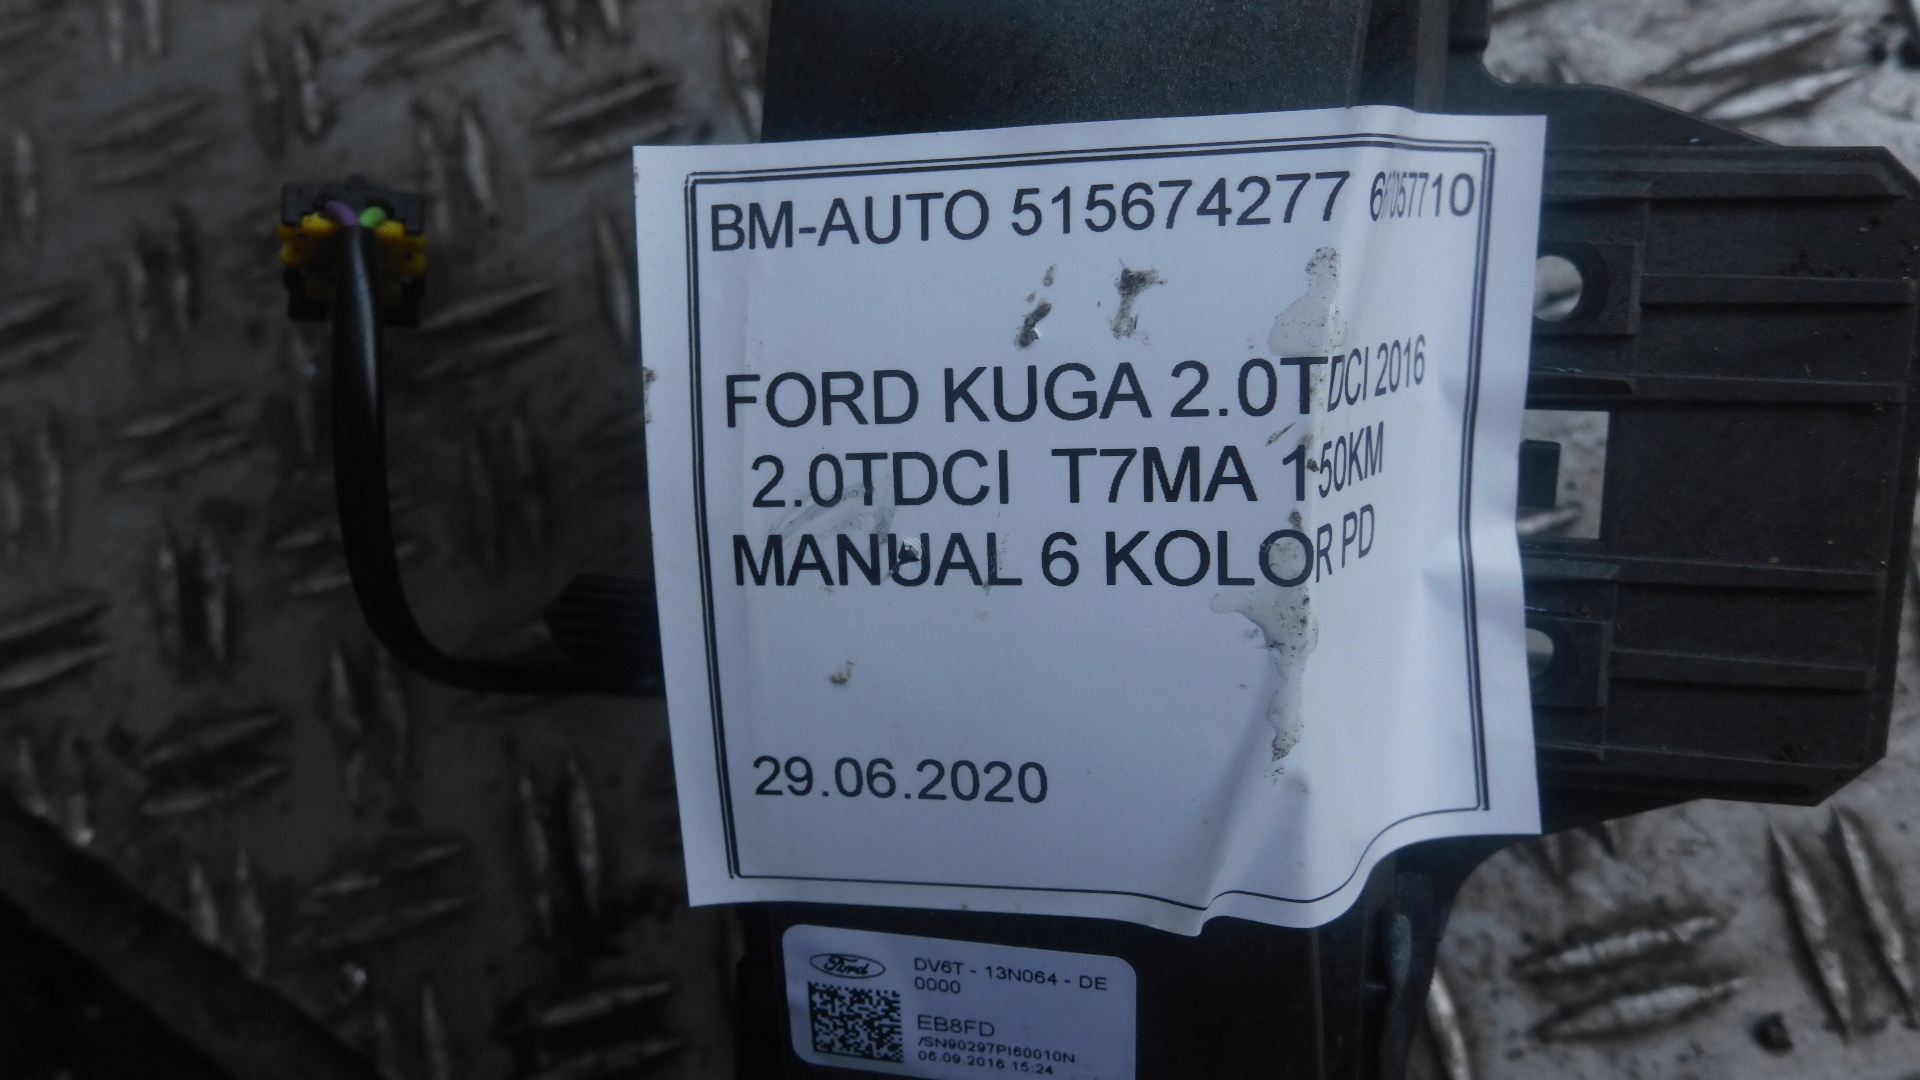 BM-AUTO 515674277
FORD KUGA 2.0TDCI 2016
2.0TDCI T7MA 150KM
MANUAL 6 KOLOR PD
29.06.2020
Ford
DV6T - 13N064 - DE
0000
EB8FD
/SN90297PI60010N
06.09.2016 15:24